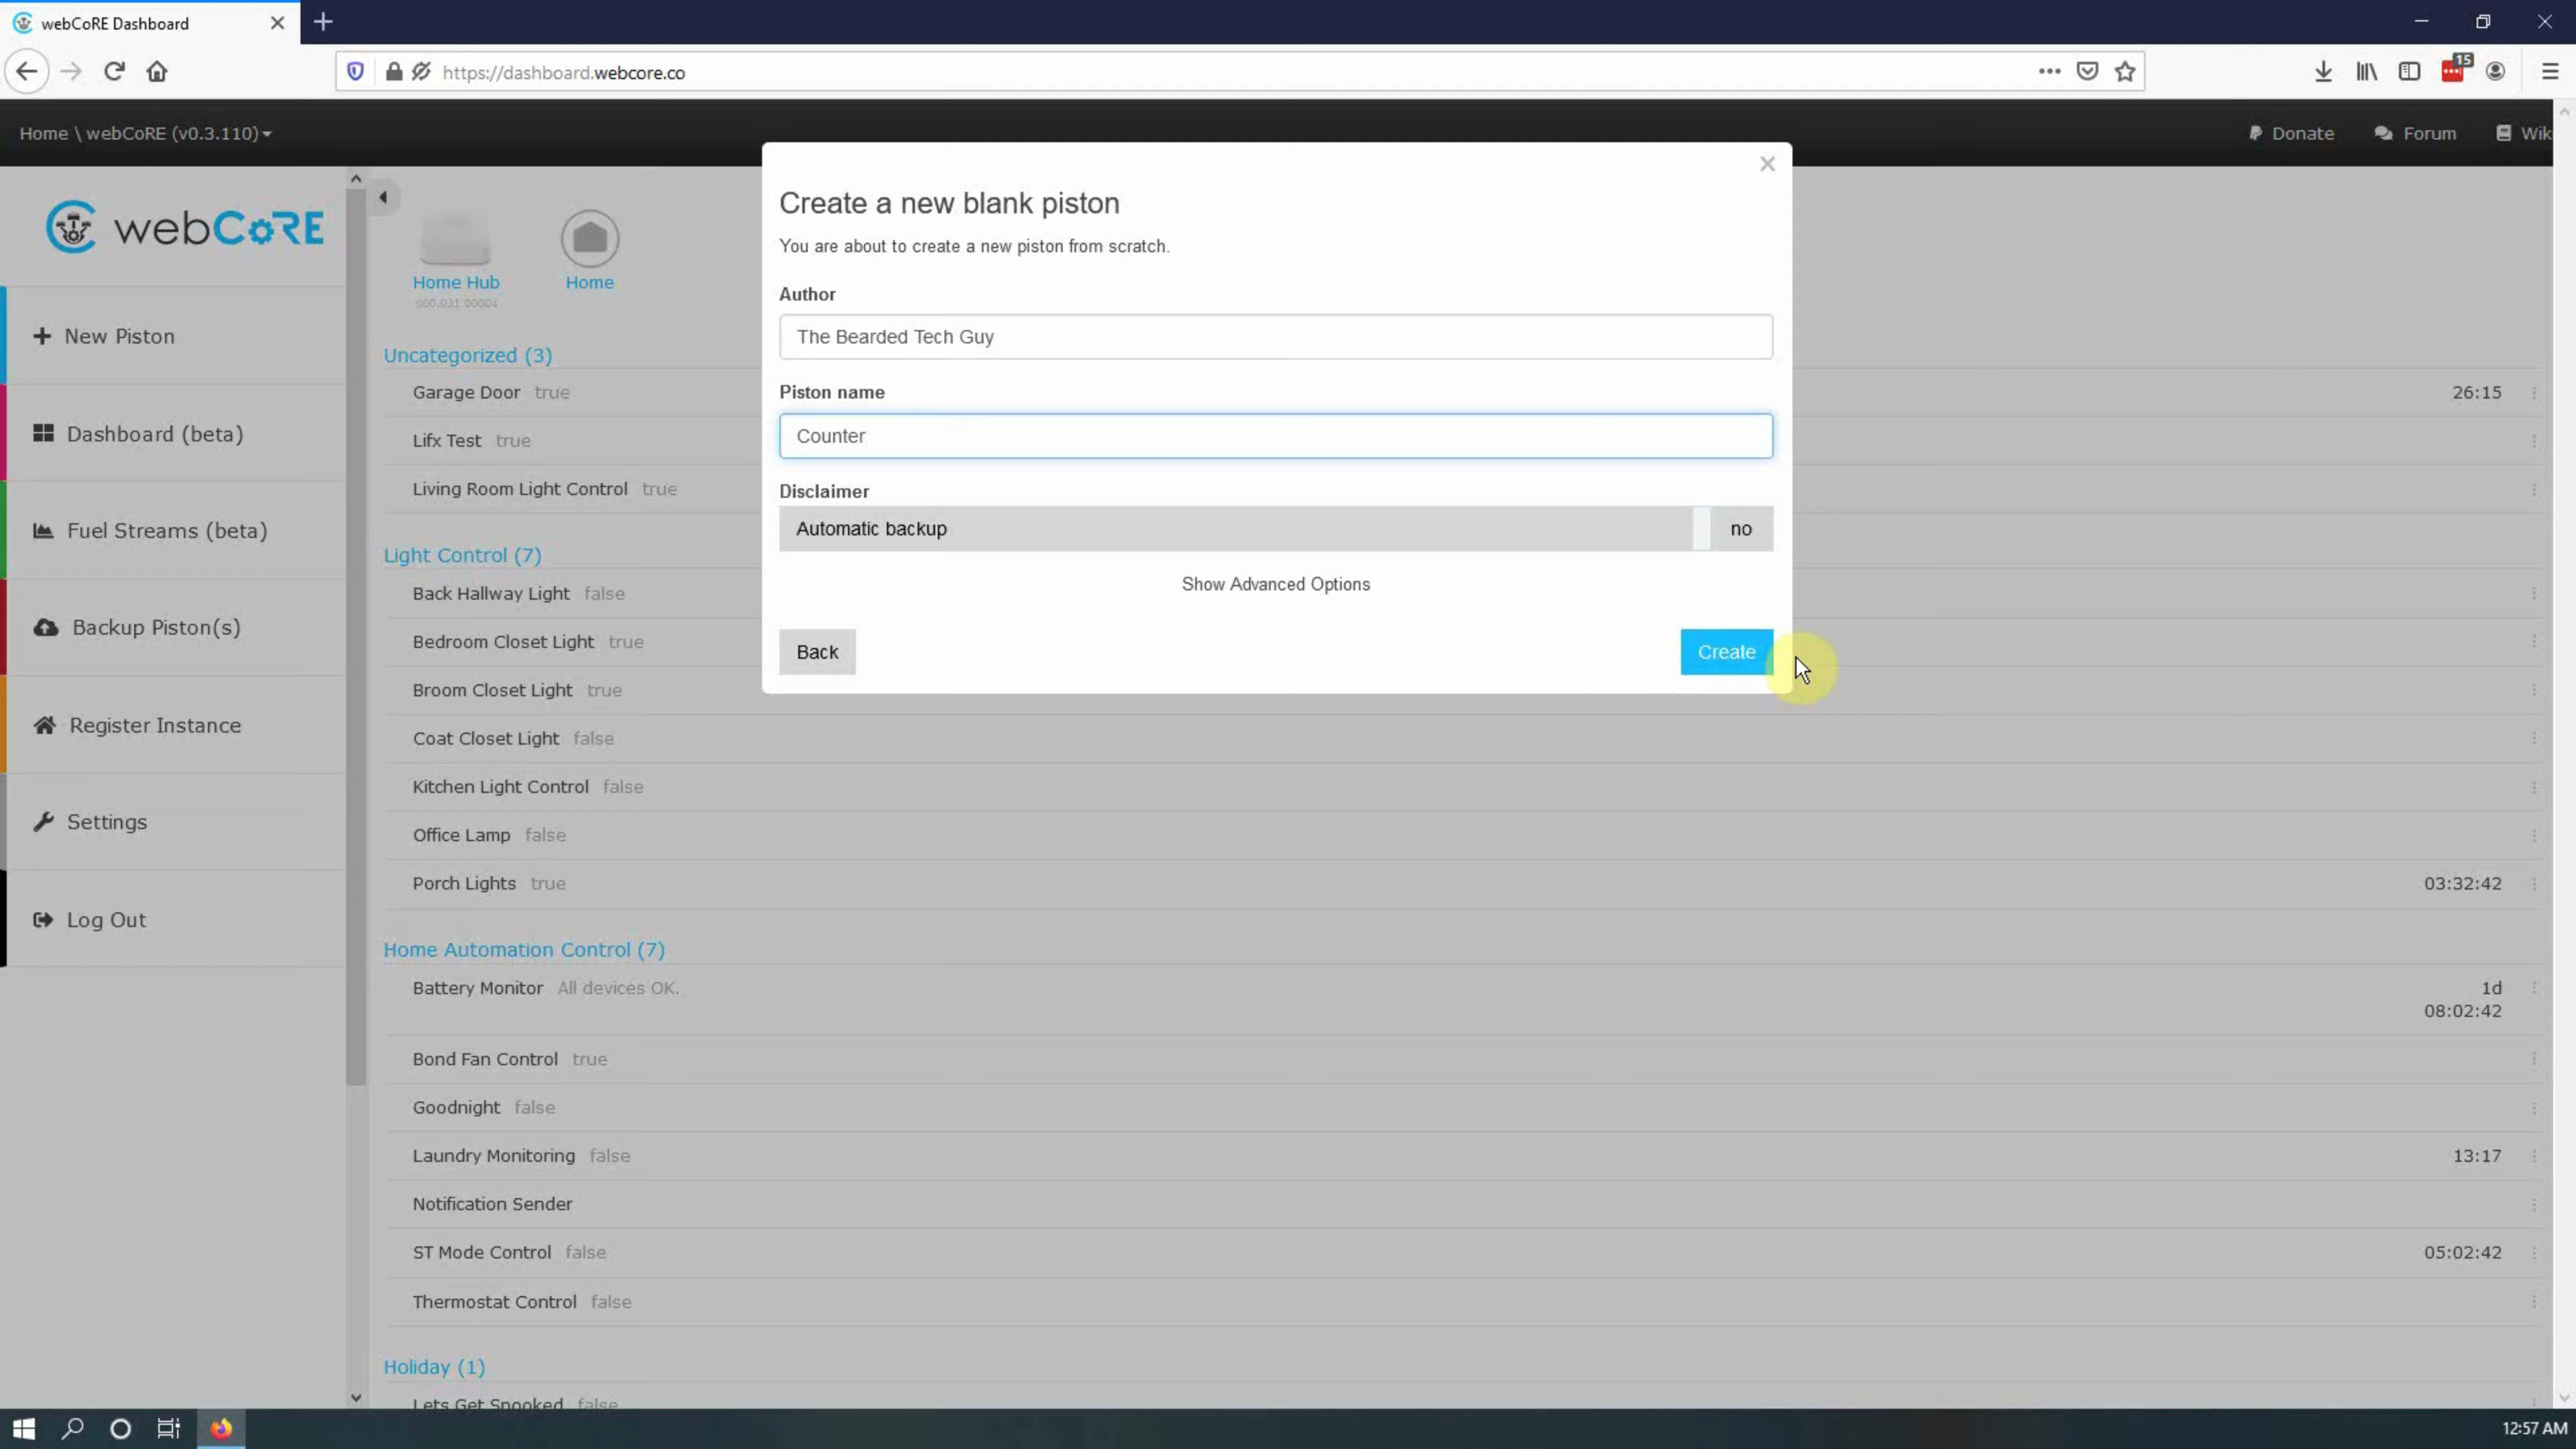 webCoRE Dashboard
https://dashboard.webcore.co
15
Home \ webCoRE (v0.3.110)
Donate
Forum
Wik
webCoRE
New Piston
Dashboard (beta)
Fuel Streams (beta)
Backup Piston(s)
Register Instance
Settings
Log Out
Home Hub
000.031.00004
Home
Uncategorized (3)
Garage Door true
26:15
Lifx Test true
Living Room Light Control true
Light Control (7)
Back Hallway Light false
Bedroom Closet Light true
Broom Closet Light true
Coat Closet Light false
Kitchen Light Control false
Office Lamp false
Porch Lights true
03:32:42
Home Automation Control (7)
Battery Monitor All devices OK.
1d
08:02:42
Bond Fan Control true
Goodnight false
Laundry Monitoring false
13:17
Notification Sender
ST Mode Control false
05:02:42
Thermostat Control false
Holiday (1)
Lets Get Spooked false
Create a new blank piston
You are about to create a new piston from scratch.
Author
The Bearded Tech Guy
Piston name
Counter
Disclaimer
Automatic backup
no
Show Advanced Options
Back
Create
12:57 AM